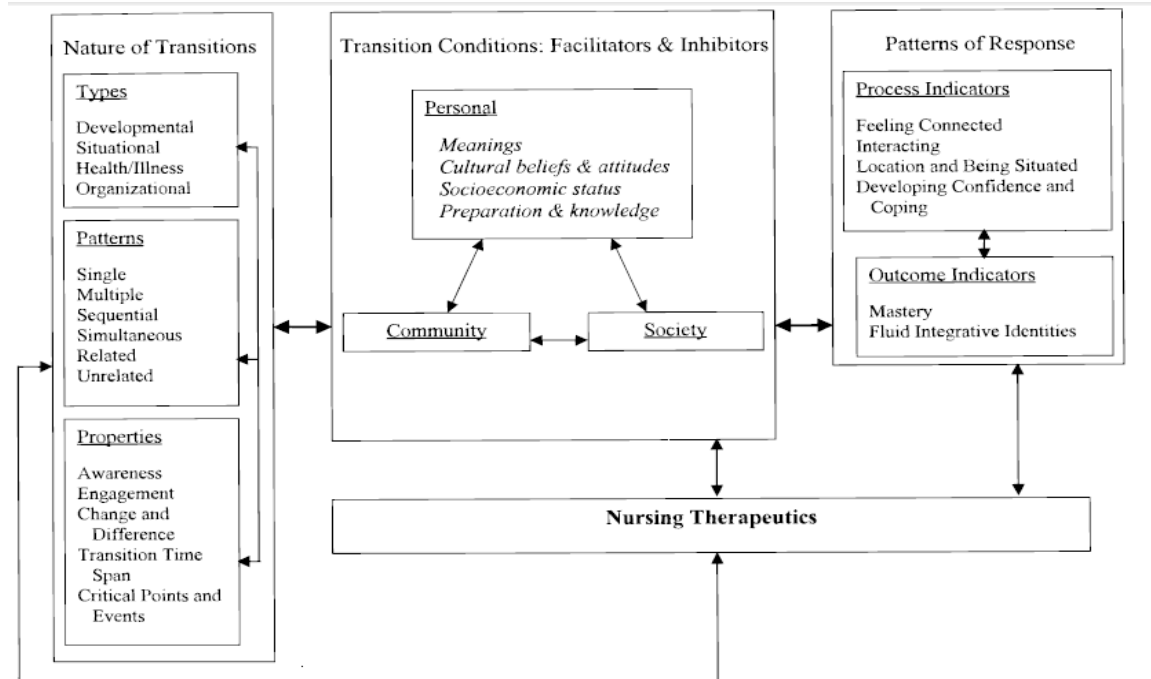 Nature of Transitions
Types
Developmental
Situational
Health/Illness
Organizational
Patterns
Single
Multiple
Sequential
Simultaneous
Related
Unrelated
Properties
Awareness
Engagement
Change and
Difference
Transition Time
Span
Critical Points and
Events
Transition Conditions: Facilitators & Inhibitors
Personal
Meanings
Cultural beliefs & attitudes
Socioeconomic status
Preparation & knowledge
Community
Society
Patterns of Response
Process Indicators
Feeling Connected
Interacting
Location and Being Situated
Developing Confidence and
Coping
Outcome Indicators
Mastery
Fluid Integrative Identities
Nursing Therapeutics